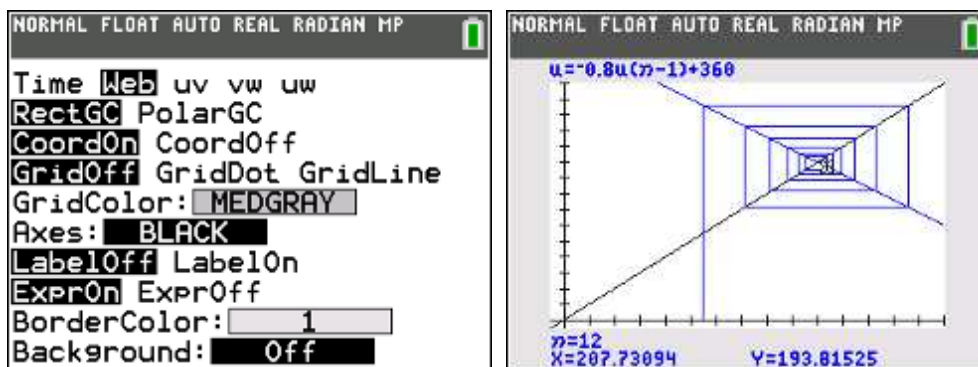 NORMAL FLOAT AUTO REAL RADIAN MP
Time Web uv vw uw
RectGC PolarGC
CoordOn CoordOff
GridOff GridDot GridLine
GridColor: MEDGRAY
Axes: BLACK
LabelOff LabelOn
ExprOn ExprOff
BorderColor: 1
Background: Off
NORMAL FLOAT AUTO REAL RADIAN MP
u=-0.8u(n-1)+360
n=12
X=207.73094 Y=193.81525